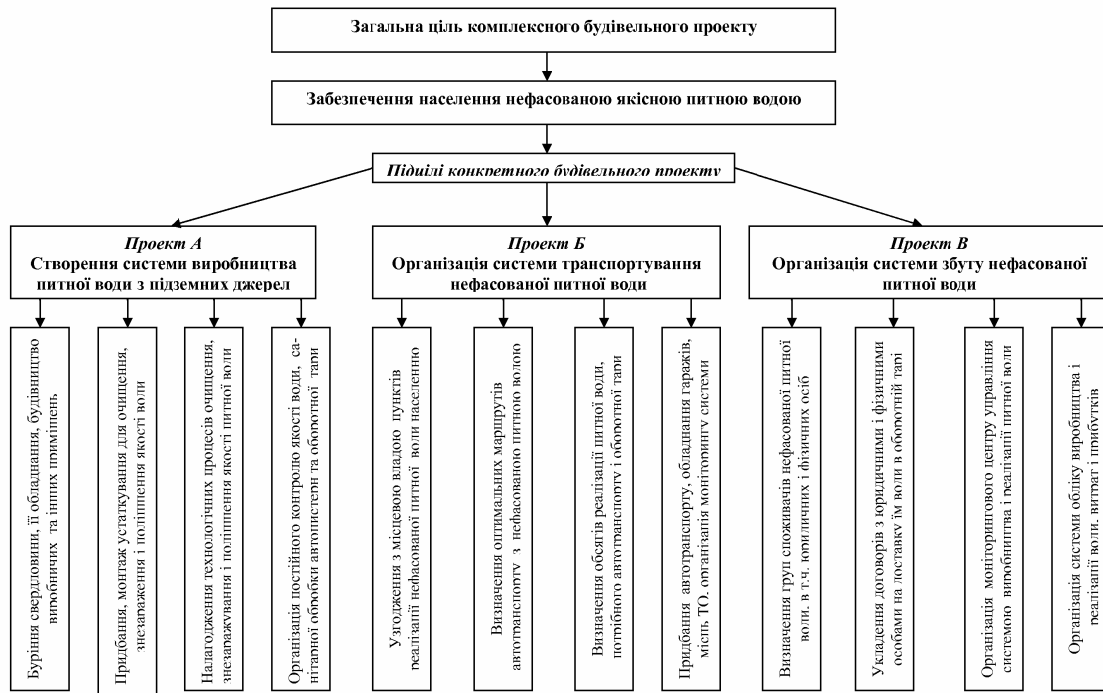 Загальна ціль комплексного будівельного проекту
Забезпечення населення нефасованою якісною питною водою
Підцілі конкретного будівельного проекту
Проект А
Створення системи виробництва
питної води з підземних джерел
Проект Б
Організація системи транспортування
нефасованої питної води
Проект В
Організація системи збуту нефасованої
питної води
Буріння свердловини, її обладнання, будівництво
виробничих та інших приміщень
Придбання, монтаж устаткування для очищення,
знезараження і поліпшення якості води
Налагодження технологічних процесів очищення,
знезаражування і поліпшення якості питної води
Організація постійного контролю якості води, са-
нітарної обробки автоцистерн та оборотної тари
Узгодження з місцевою владою пунктів
реалізації нефасованої питної води населенню
Визначення оптимальних маршрутів
автотранспорту з нефасованою питною водою
Визначення обсягів реалізації питної води,
потрібного автотранспорту і оборотної тари
Придбання автотранспорту, обладнання гаражів,
місць ТО, організація моніторингу системи
Визначення груп споживачів нефасованої питної
води, в т.ч. юридичних і фізичних осіб
Укладення договорів з юридичними і фізичними
особами на доставку їм води в оборотній тарі
Організація моніторингового центру управління
системою виробництва і реалізації питної води
Організація системи обліку виробництва і
реалізації води, витрат і прибутків